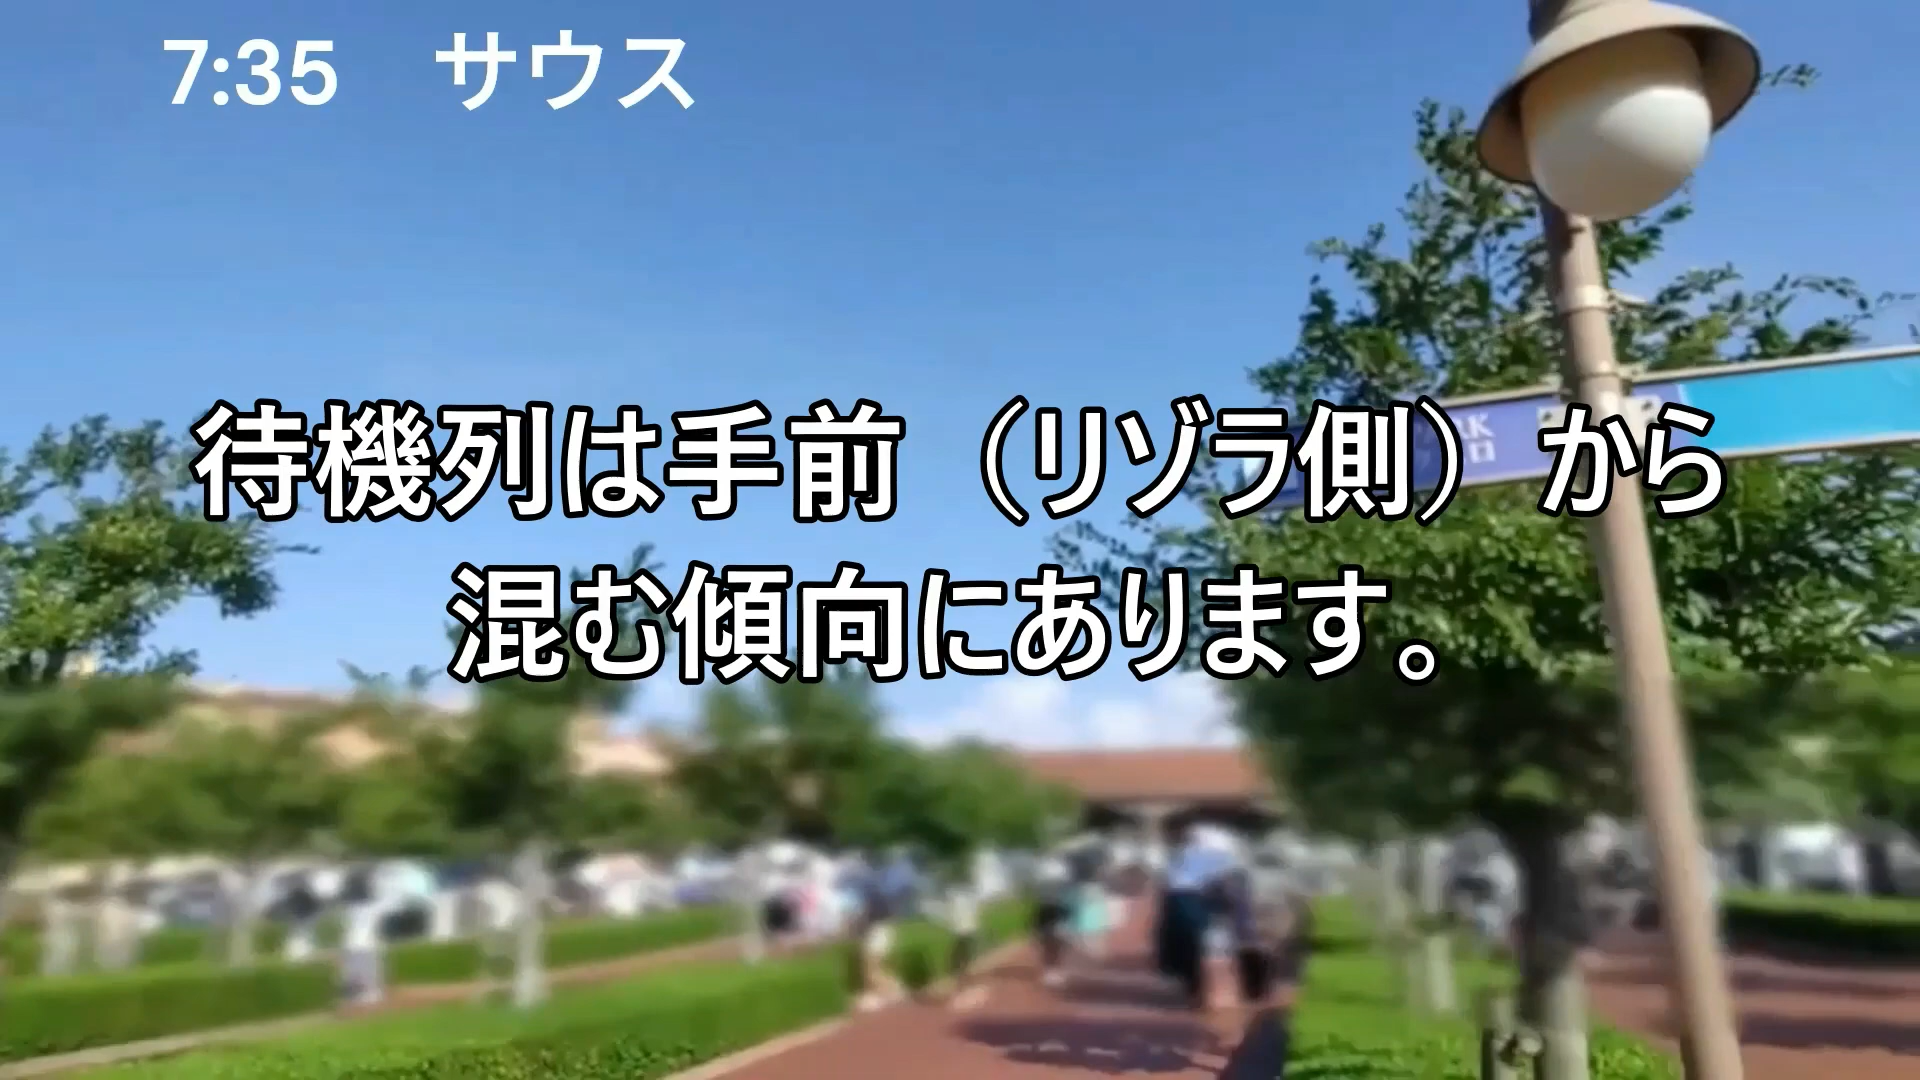 7:35 サウス
待機列は手前（リゾラ側）から
混む傾向にあります。